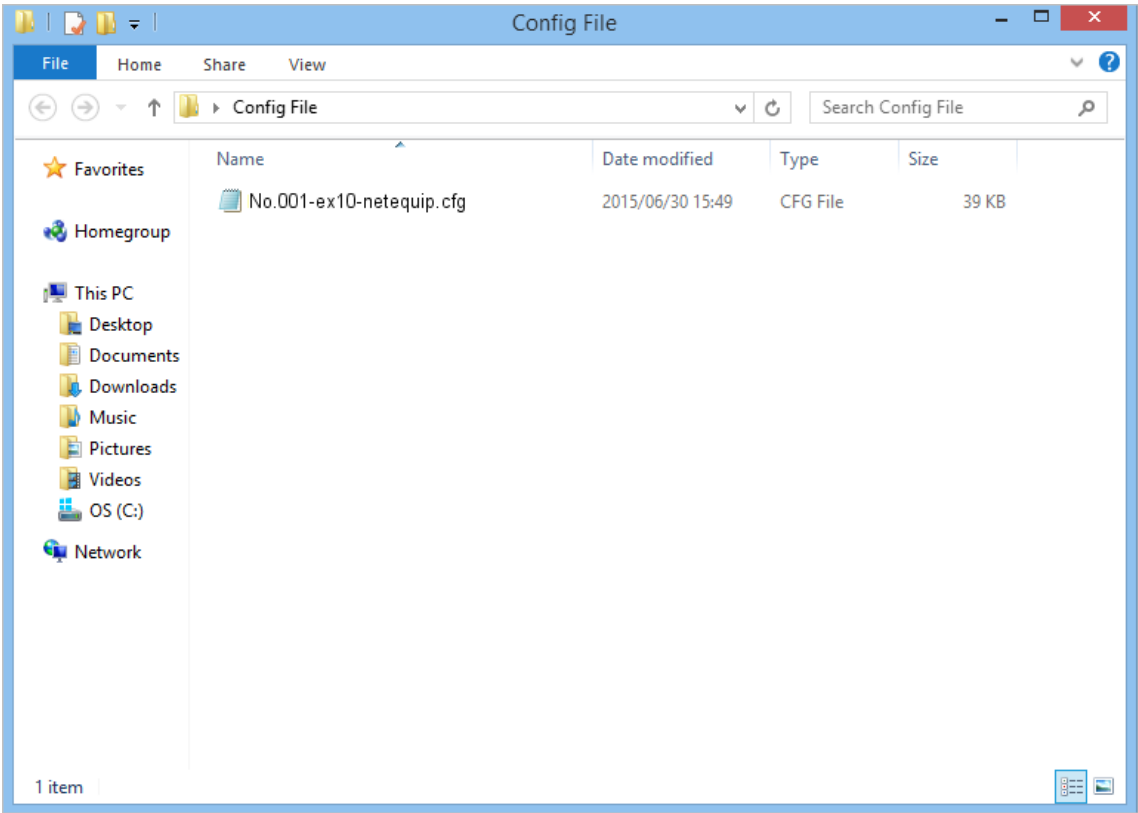 Config File
File Home Share View
Config File Search Config File
Name Date modified Type Size
No.001-ex10-netequip.cfg 2015/06/30 15:49 CFG File 39 KB
Favorites
Homegroup
This PC
Desktop
Documents
Downloads
Music
Pictures
Videos
OS (C:)
Network
1 item